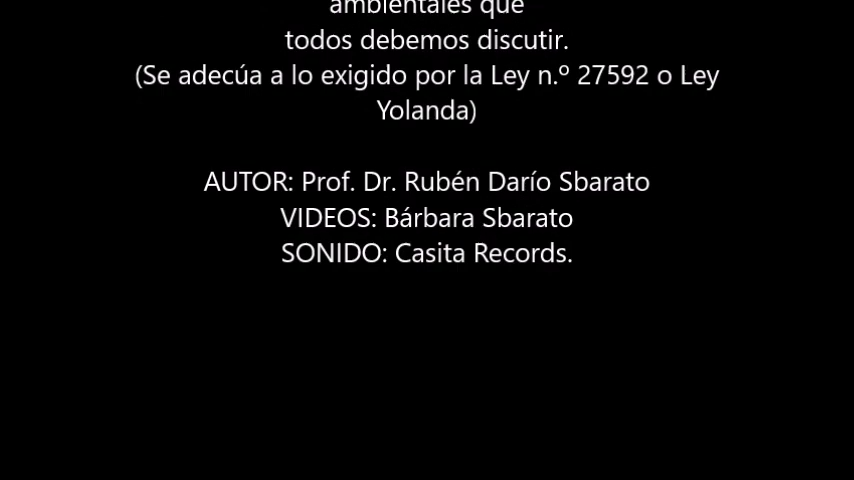 ambientales que
todos debemos discutir.
(Se adecúa a lo exigido por la Ley n.º 27592 o Ley
Yolanda)
AUTOR: Prof. Dr. Rubén Darío Sbarato
VIDEOS: Bárbara Sbarato
SONIDO: Casita Records.